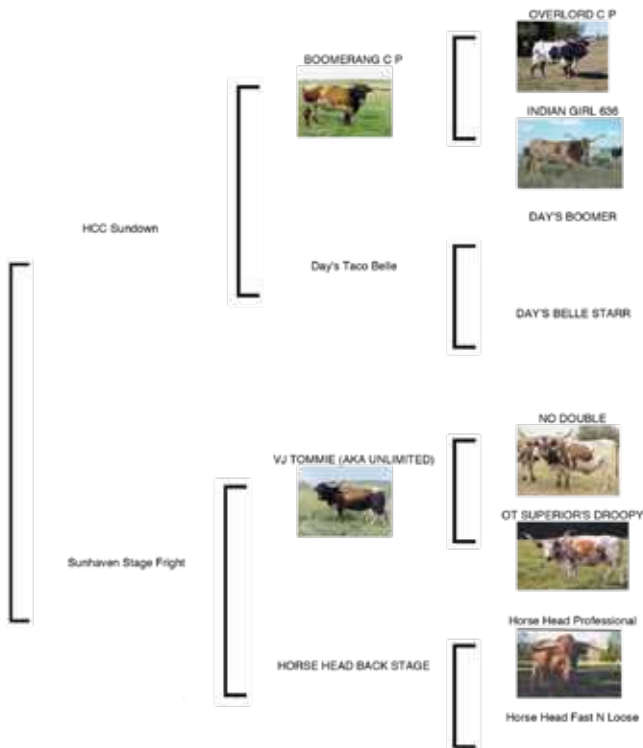 OVERLORD C P
BOOMERANG C P
INDIAN GIRL 636
DAY'S BOOMER
HCC Sundown
Day's Taco Belle
DAY'S BELLE STARR
NO DOUBLE
VJ TOMMIE (AKA UNLIMITED)
OT SUPERIOR'S DROOPY
Sunhaven Stage Fright
Horse Head Professional
HORSE HEAD BACK STAGE
Horse Head Fast N Loose